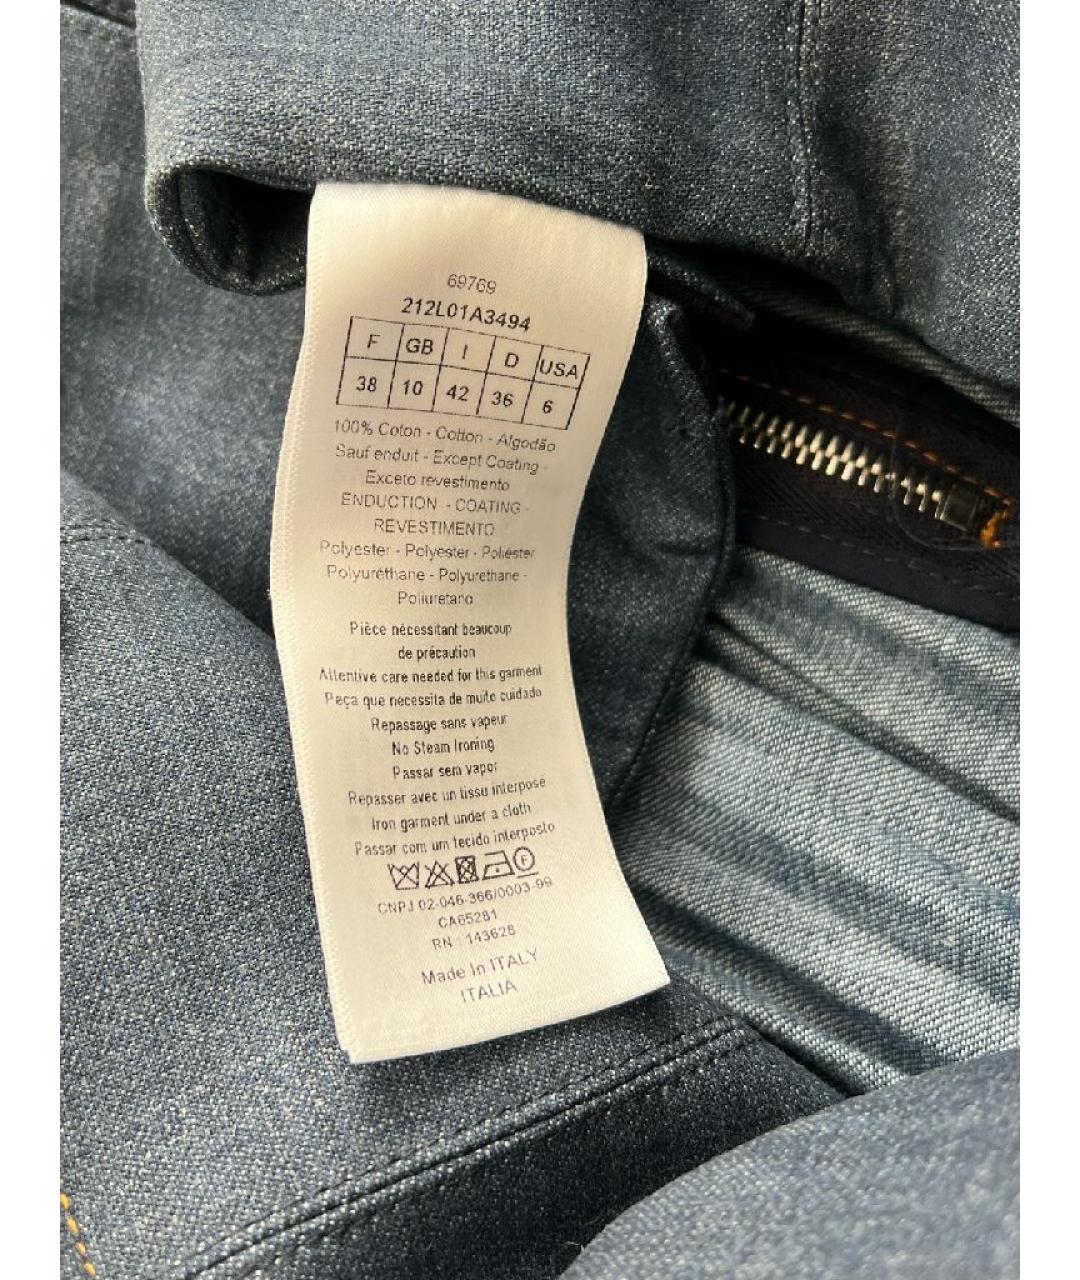 69769
212L01A3494
F GB I D USA
38 10 42 36 6
100% Coton - Cotton - Algodão
Sauf enduit - Except Coating -
Exceto revestimento
ENDUCTION - COATING -
REVESTIMENTO
Polyester - Polyester - Poliéster
Polyuréthane - Polyurethane -
Poliuretano
Pièce nécessitant beaucoup
de précaution
Attentive care needed for this garment
Peça que necessita de muito cuidado
Repassage sans vapeur
No Steam Ironing
Passar sem vapor
Repasser avec un tissu interposé
Iron garment under a cloth
Passar com um tecido interposto
F
CNPJ 02-046-366/0003-99
CA65281
RN : 143628
Made In ITALY
ITALIA